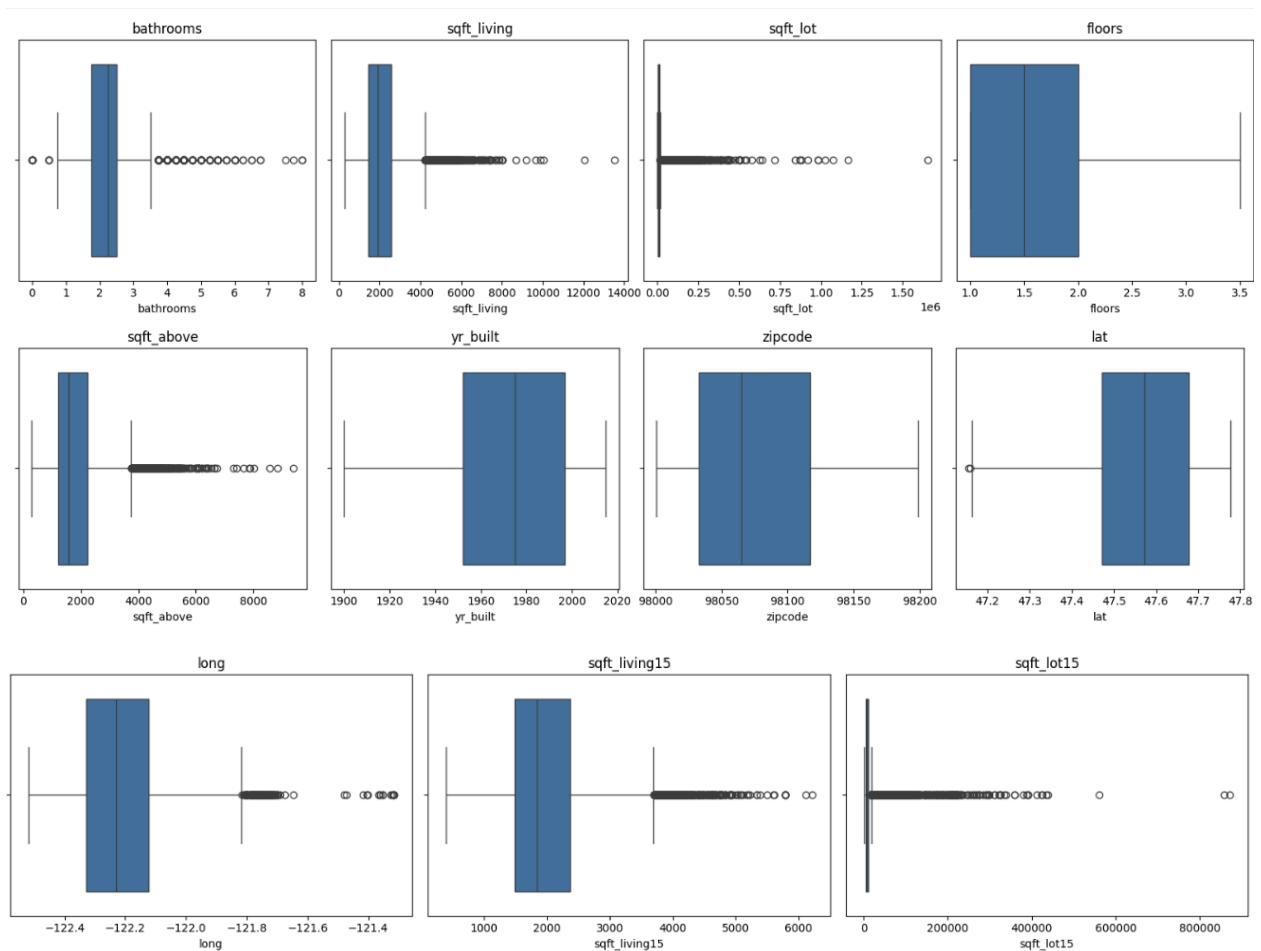 bathrooms
sqft_living
sqft_lot
floors
0 1 2 3 4 5 6 7 8
0 2000 4000 6000 8000 10000 12000 14000
0.00 0.25 0.50 0.75 1.00 1.25 1.50
1.0 1.5 2.0 2.5 3.0 3.5
1e6
bathrooms
sqft_living
sqft_lot
floors
sqft_above
yr_built
zipcode
lat
0 2000 4000 6000 8000
1900 1920 1940 1960 1980 2000 2020
98000 98050 98100 98150 98200
47.2 47.3 47.4 47.5 47.6 47.7 47.8
sqft_above
yr_built
zipcode
lat
long
sqft_living15
sqft_lot15
−122.4 −122.2 −122.0 −121.8 −121.6 −121.4
1000 2000 3000 4000 5000 6000
0 200000 400000 600000 800000
long
sqft_living15
sqft_lot15